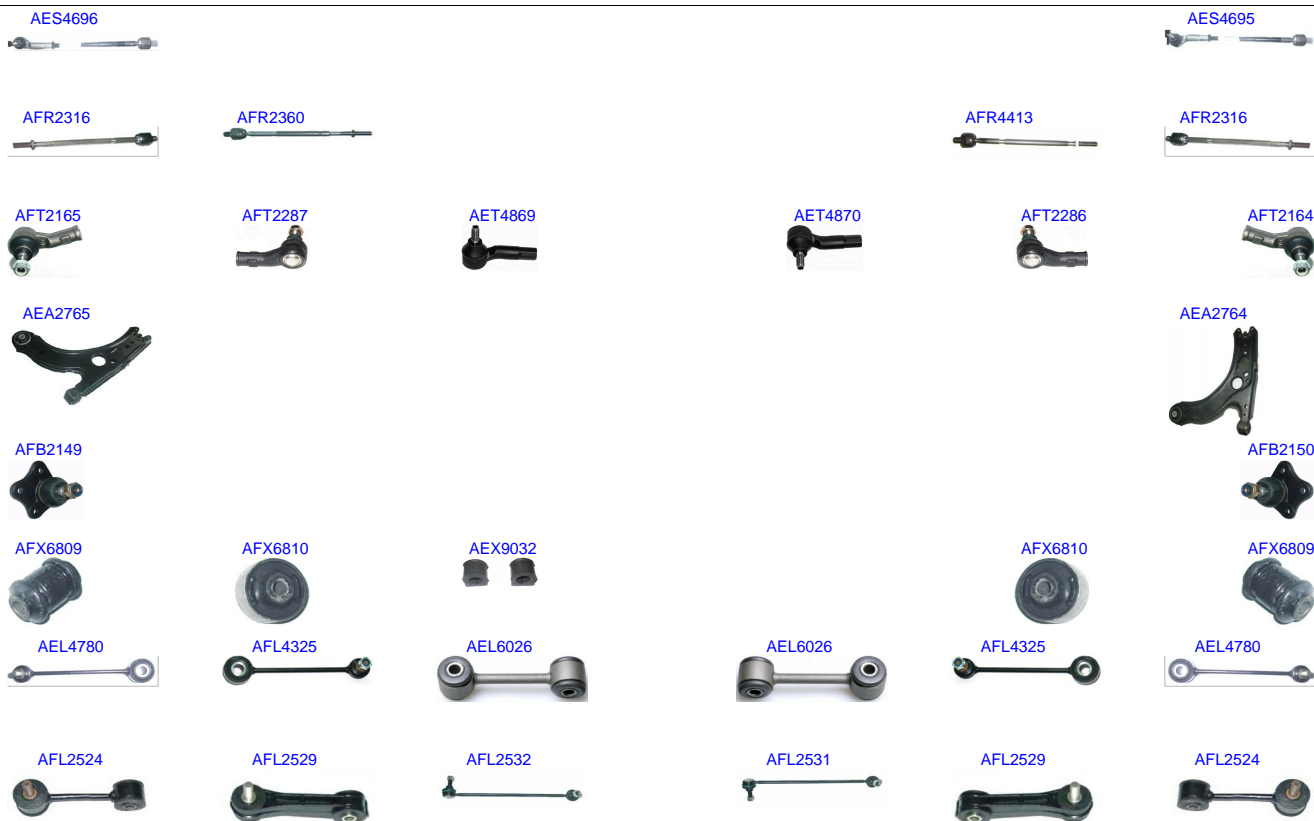 AES4696 AES4695
AFR2316 AFR2360 AFR4413 AFR2316
AFT2165 AFT2287 AET4869 AET4870 AFT2286 AFT2164
AEA2765 AEA2764
AFB2149 AFB2150
AFX6809 AFX6810 AEX9032 AFX6810 AFX6809
AEL4780 AFL4325 AEL6026 AEL6026 AFL4325 AEL4780
AFL2524 AFL2529 AFL2532 AFL2531 AFL2529 AFL2524